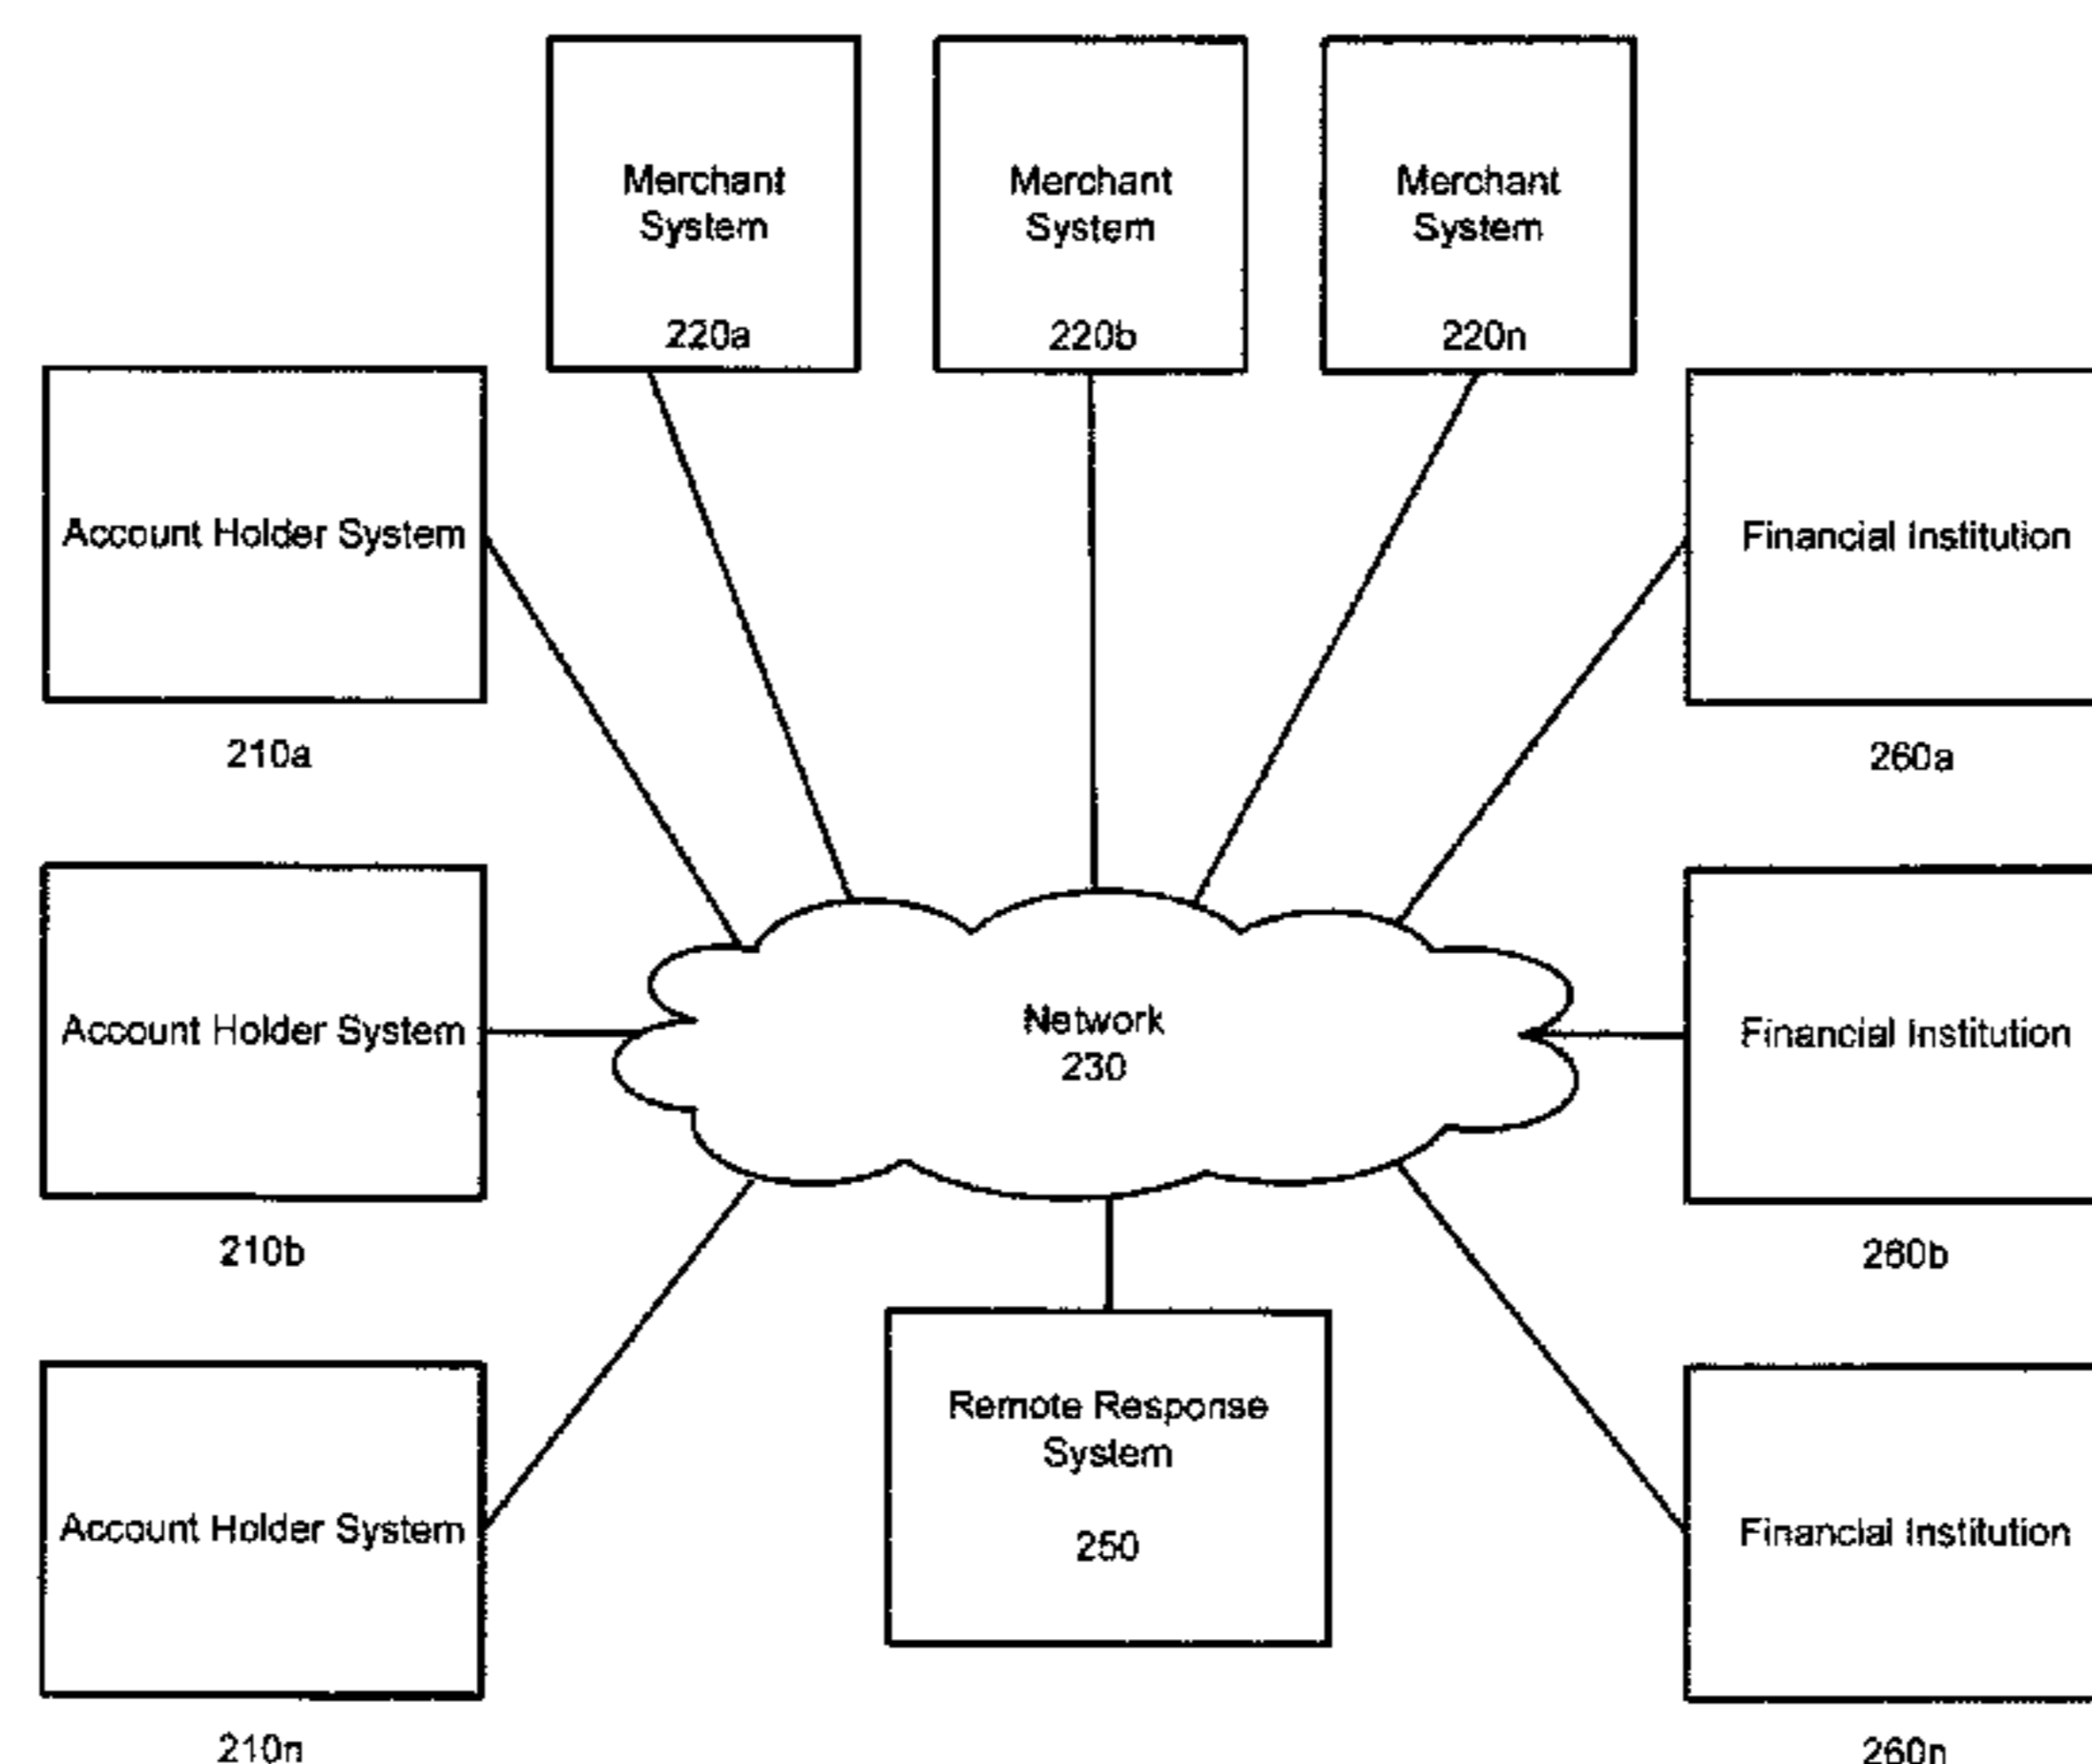 Merchant
System
220a
Merchant
System
220b
Merchant
System
220n
Account Holder System
210a
Financial Institution
260a
Account Holder System
210b
Network
230
Financial Institution
260b
Account Holder System
210n
Remote Response
System
250
Financial Institution
260n